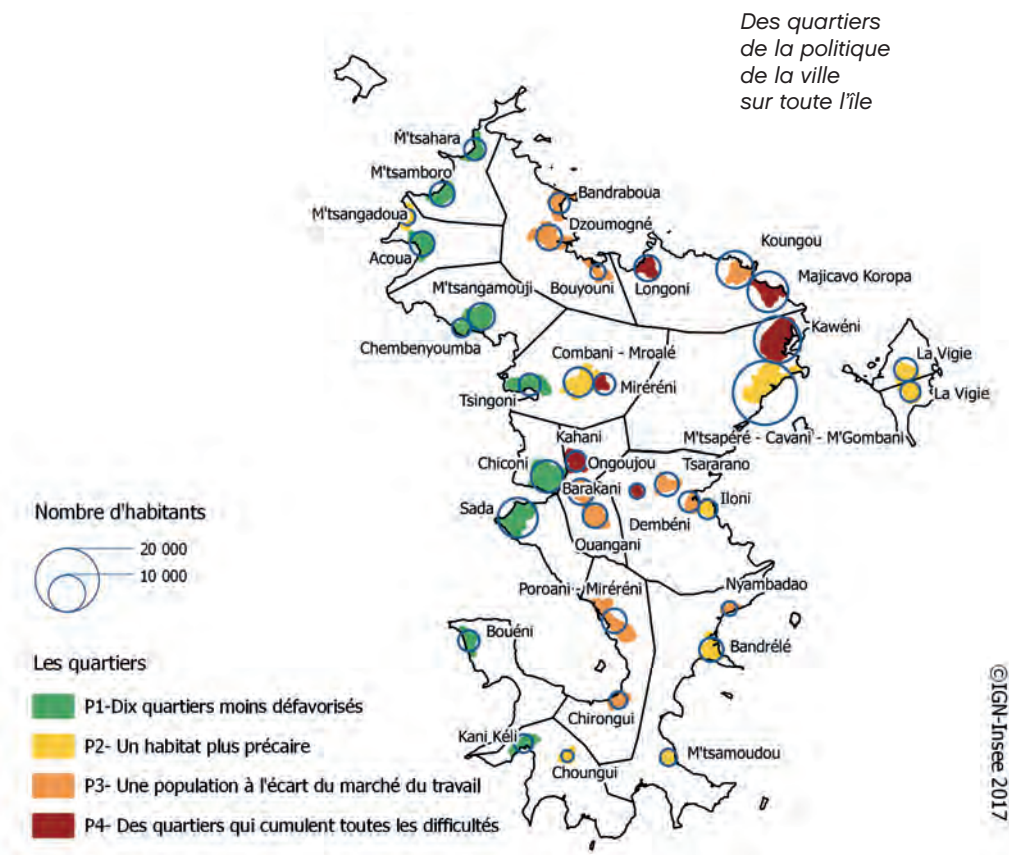 Des quartiers
de la politique
de la ville
sur toute l'île
M'tsahara
M'tsamboro
M'tsangadoua
Acoua
Bandraboua
Dzoumogné
Koungou
Majicavo Koropa
M'tsangamouji
Bouyouni
Longoni
Kawéni
Chembenyoumba
Combani - Mroalé
La Vigie
La Vigie
Tsingoni
Miréréni
M'tsapéré - Cavani - M'Gombani
Kahani
Chiconi
Ongoujou
Tsararano
Barakani
Iloni
Sada
Dembéni
Ouangani
Poroani - Miréréni
Nyambadao
Bouéni
Bandrélé
Chirongui
Kani Kéli
Choungui
M'tsamoudou
Nombre d'habitants
20 000
10 000
Les quartiers
P1-Dix quartiers moins défavorisés
P2- Un habitat plus précaire
P3- Une population à l'écart du marché du travail
P4- Des quartiers qui cumulent toutes les difficultés
©IGN-Insee 2017